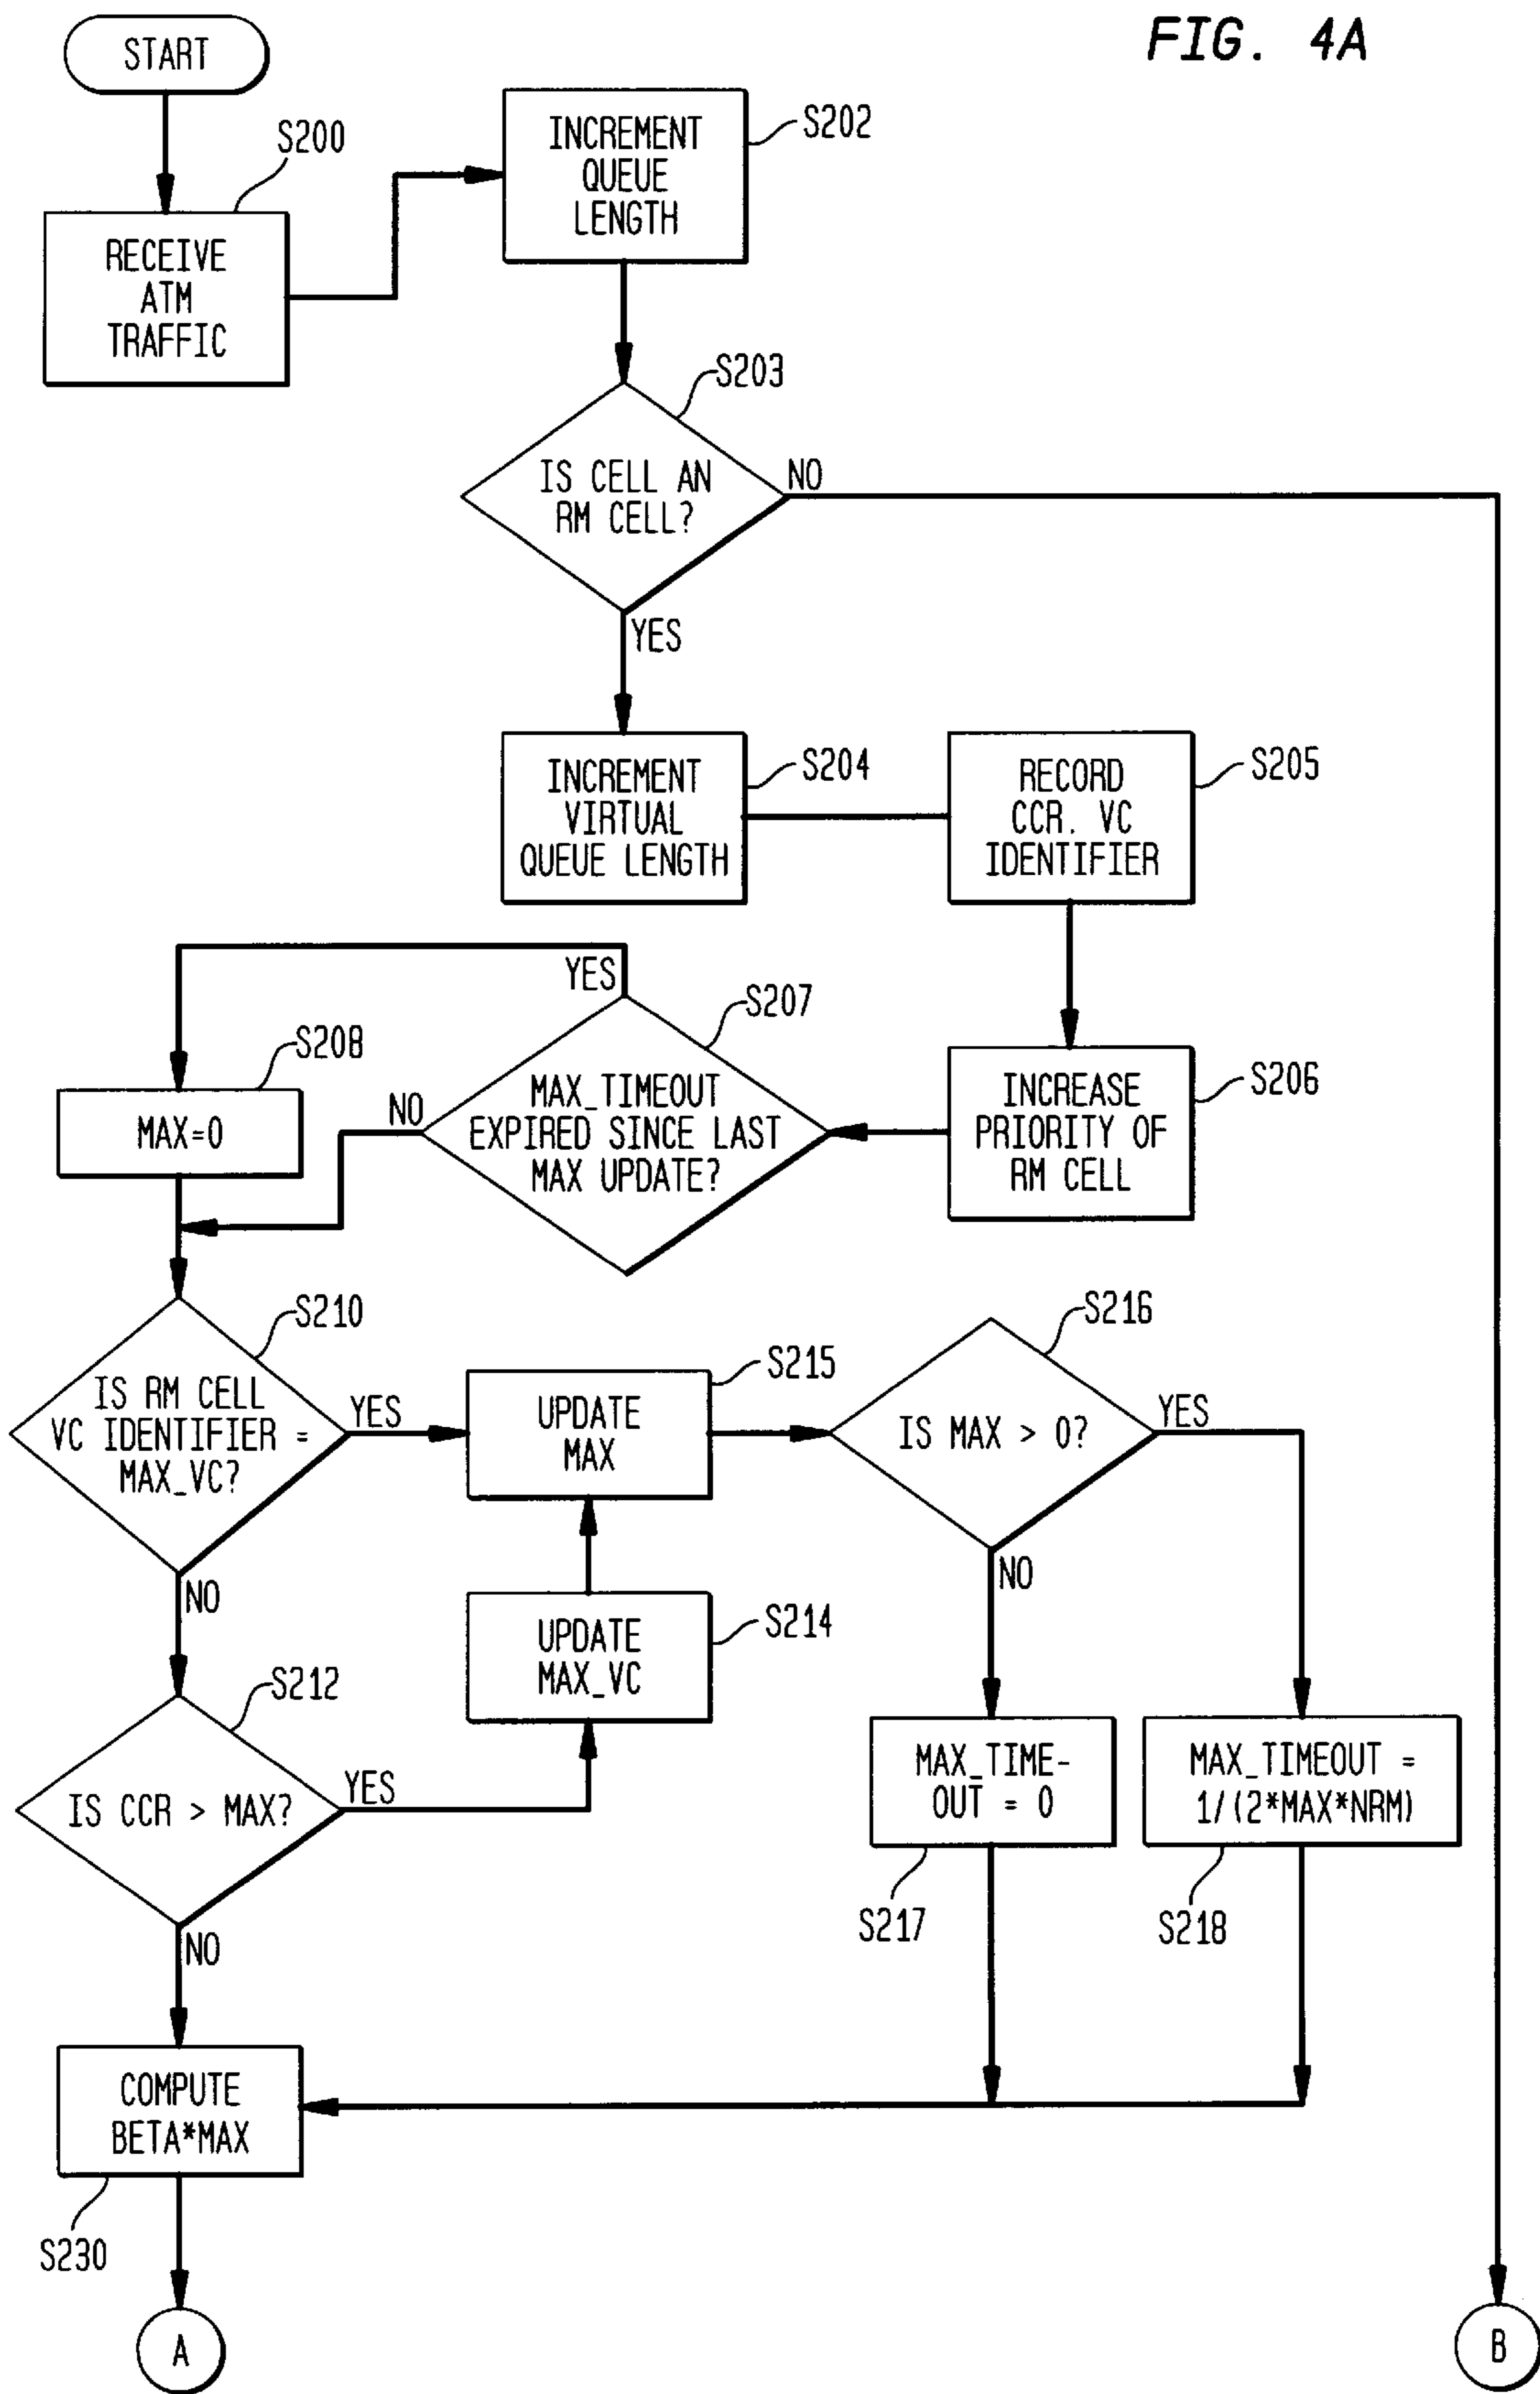 FIG. 4A
START
S200
RECEIVE
ATM
TRAFFIC
INCREMENT
QUEUE
LENGTH
S202
S203
IS CELL AN
RM CELL?
NO
YES
INCREMENT
VIRTUAL
QUEUE LENGTH
S204
RECORD
CCR. VC
IDENTIFIER
S205
YES
S207
MAX_TIMEOUT
EXPIRED SINCE LAST
MAX UPDATE?
NO
S208
MAX=0
INCREASE
PRIORITY OF
RM CELL
S206
S210
IS RM CELL
VC IDENTIFIER =
MAX_VC?
YES
NO
UPDATE
MAX
S215
S216
IS MAX > 0?
YES
NO
UPDATE
MAX_VC
S214
S212
IS CCR > MAX?
YES
NO
MAX_TIME-
OUT = 0
S217
MAX_TIMEOUT =
1/(2*MAX*NRM)
S218
COMPUTE
BETA*MAX
S230
A
B